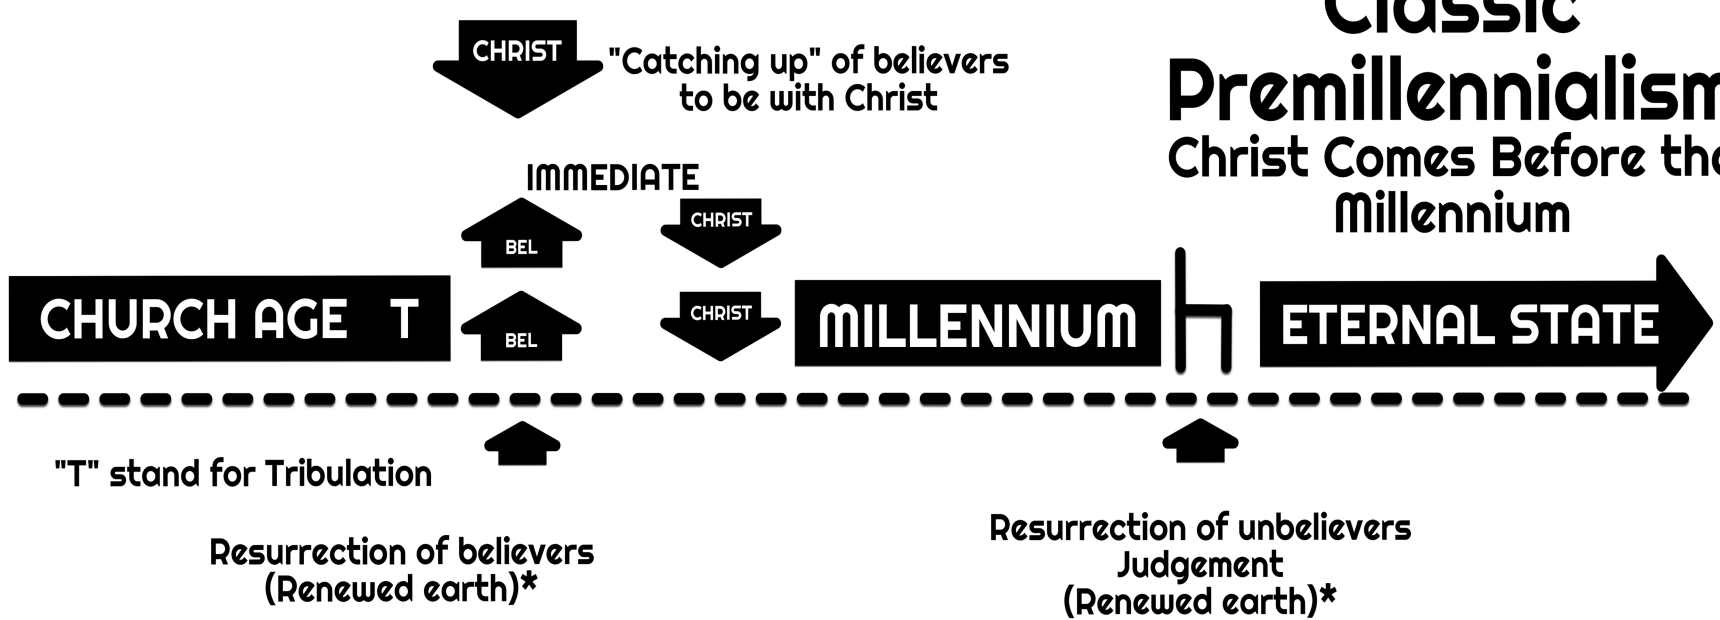 Classic
Premillennialism
Christ Comes Before the
Millennium
CHRIST
"Catching up" of believers
to be with Christ
IMMEDIATE
BEL
CHRIST
BEL
CHRIST
CHURCH AGE T
MILLENNIUM
ETERNAL STATE
"T" stand for Tribulation
Resurrection of believers
(Renewed earth)*
Resurrection of unbelievers
Judgement
(Renewed earth)*